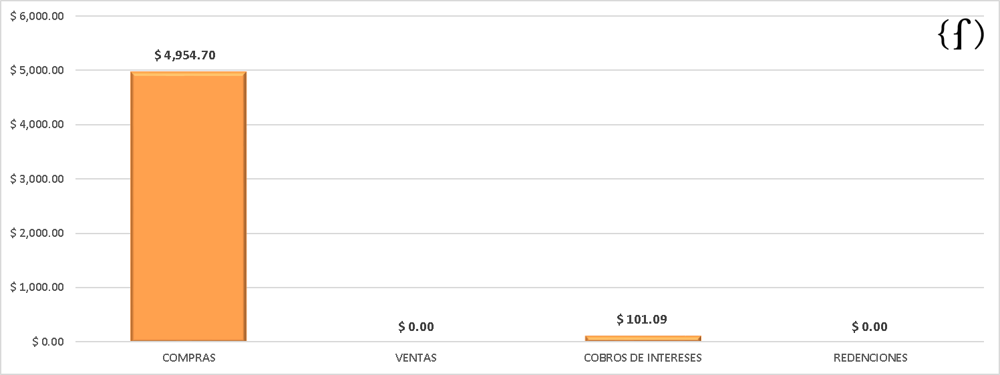 $ 6,000.00
$ 5,000.00
$ 4,000.00
$ 3,000.00
$ 2,000.00
$ 1,000.00
$ 0.00
$ 4,954.70
$ 0.00
$ 101.09
$ 0.00
COMPRAS
VENTAS
COBROS DE INTERESES
REDENCIONES